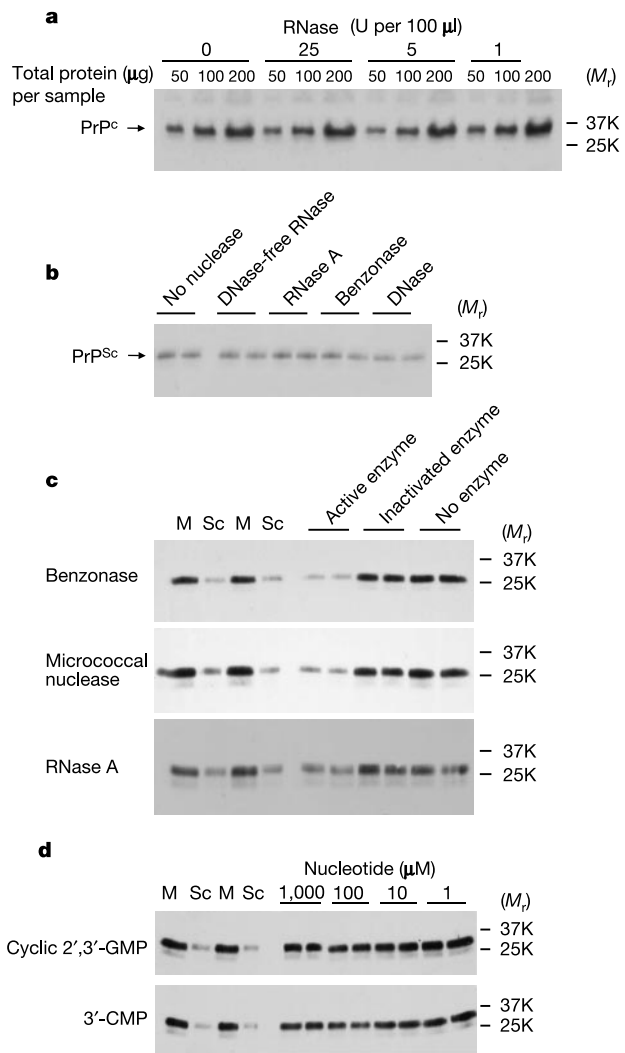 a
RNase (U per 100 µl)
0 25 5 1
Total protein (µg) per sample
50 100 200 50 100 200 50 100 200 50 100 200 (Mr)
PrPc →
– 37K
– 25K
b
No nuclease
DNase-free RNase
RNase A
Benzonase
DNase
(Mr)
PrPSc →
– 37K
– 25K
c
Active enzyme
Inactivated enzyme
No enzyme
M Sc M Sc
(Mr)
Benzonase
– 37K
– 25K
Micrococcal
nuclease
– 37K
– 25K
RNase A
– 37K
– 25K
d
Nucleotide (µM)
M Sc M Sc 1,000 100 10 1
(Mr)
Cyclic 2′,3′-GMP
– 37K
– 25K
3′-CMP
– 37K
– 25K